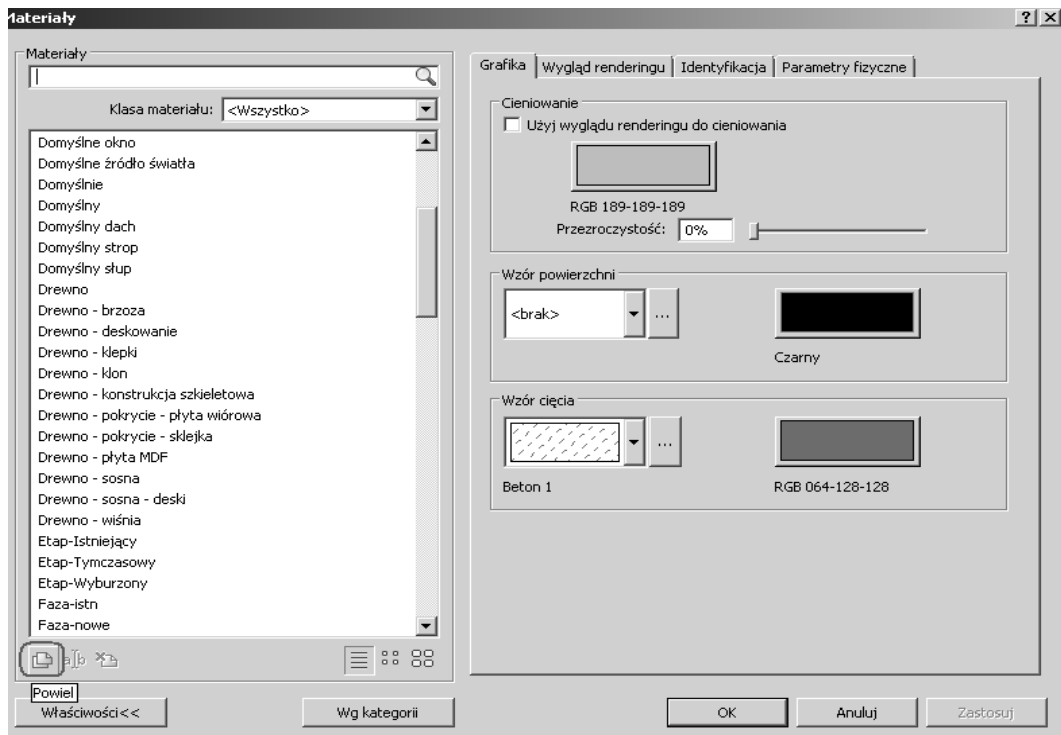 Materiały
Materiały
Klasa materiału: <Wszystko>
Domyślne okno
Domyślne źródło światła
Domyślnie
Domyślny
Domyślny dach
Domyślny strop
Domyślny słup
Drewno
Drewno - brzoza
Drewno - deskowanie
Drewno - klepki
Drewno - klon
Drewno - konstrukcja szkieletowa
Drewno - pokrycie - płyta wiórowa
Drewno - pokrycie - sklejka
Drewno - płyta MDF
Drewno - sosna
Drewno - sosna - deski
Drewno - wiśnia
Etap-Istniejący
Etap-Tymczasowy
Etap-Wyburzony
Faza-istn
Faza-nowe
Powiel
Właściwości<<
Wg kategorii
Grafika Wygląd renderingu Identyfikacja Parametry fizyczne
Cieniowanie
Użyj wyglądu renderingu do cieniowania
RGB 189-189-189
Przezroczystość: 0%
Wzór powierzchni
<brak> ...
Czarny
Wzór cięcia
...
Beton 1 RGB 064-128-128
OK Anuluj Zastosuj